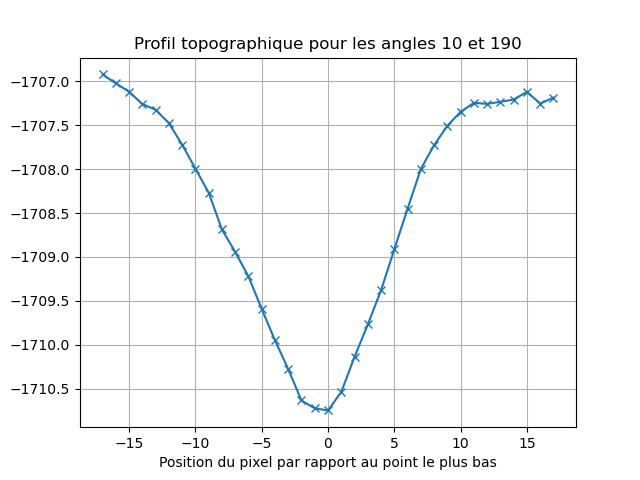 Profil topographique pour les angles 10 et 190
−1707.0
−1707.5
−1708.0
−1708.5
−1709.0
−1709.5
−1710.0
−1710.5
−15 −10 −5 0 5 10 15
Position du pixel par rapport au point le plus bas